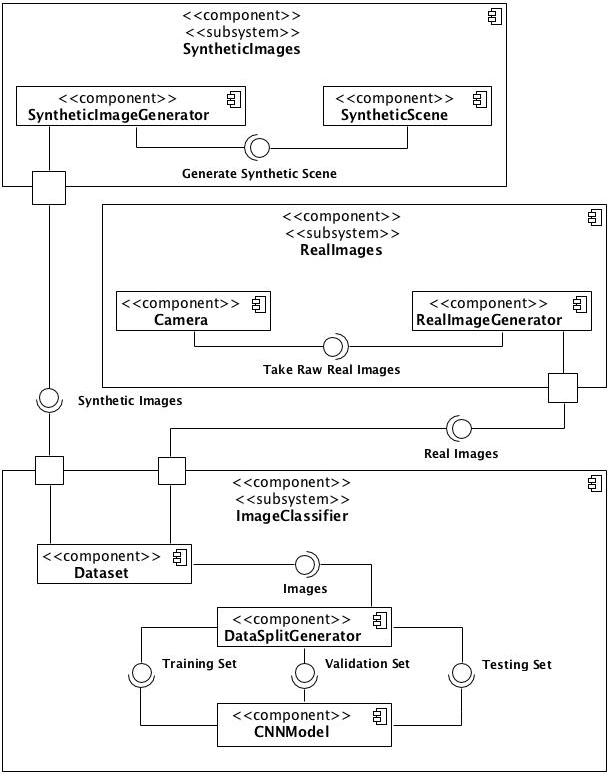 <<component>>
<<subsystem>>
SyntheticImages
<<component>>
SyntheticImageGenerator
<<component>>
SyntheticScene
Generate Synthetic Scene
<<component>>
<<subsystem>>
RealImages
<<component>>
Camera
<<component>>
RealImageGenerator
Take Raw Real Images
Synthetic Images
Real Images
<<component>>
<<subsystem>>
ImageClassifier
<<component>>
Dataset
Images
<<component>>
DataSplitGenerator
Training Set
Validation Set
Testing Set
<<component>>
CNNModel